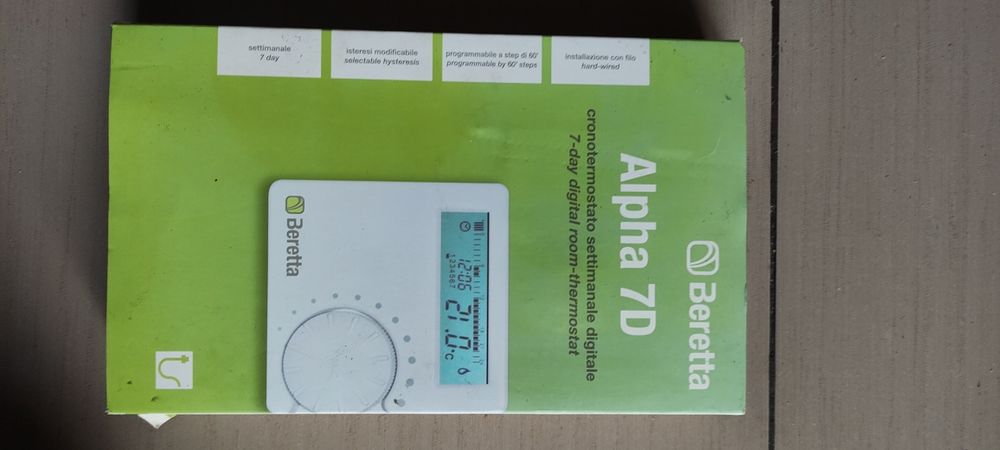 Beretta
Alpha 7D
cronotermostato settimanale digitale
7-day digital room-thermostat
settimanale
7 day
isteresi modificabile
selectable hysteresis
programmabile a step di 60'
programmable by 60' steps
installazione con filo
hard-wired
Beretta
12:06
21.0°C
1234567